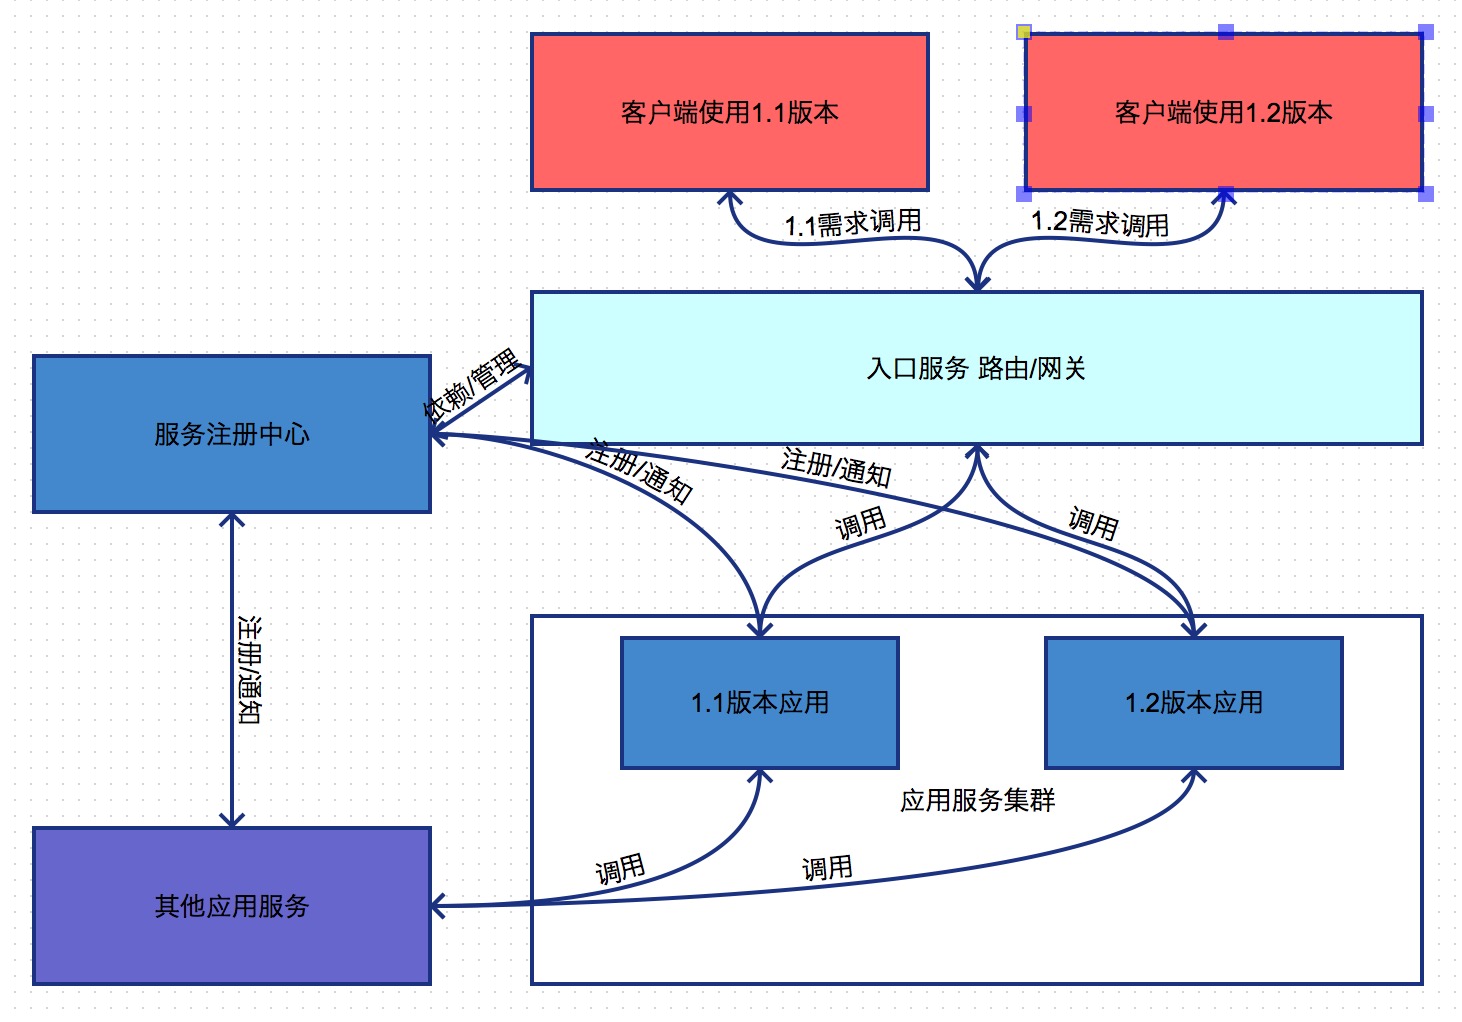 客户端使用1.1版本
客户端使用1.2版本
1.1需求调用
1.2需求调用
入口服务 路由/网关
依赖/管理
服务注册中心
注册/通知
注册/通知
调用
调用
注册/通知
1.1版本应用
1.2版本应用
应用服务集群
调用
调用
其他应用服务